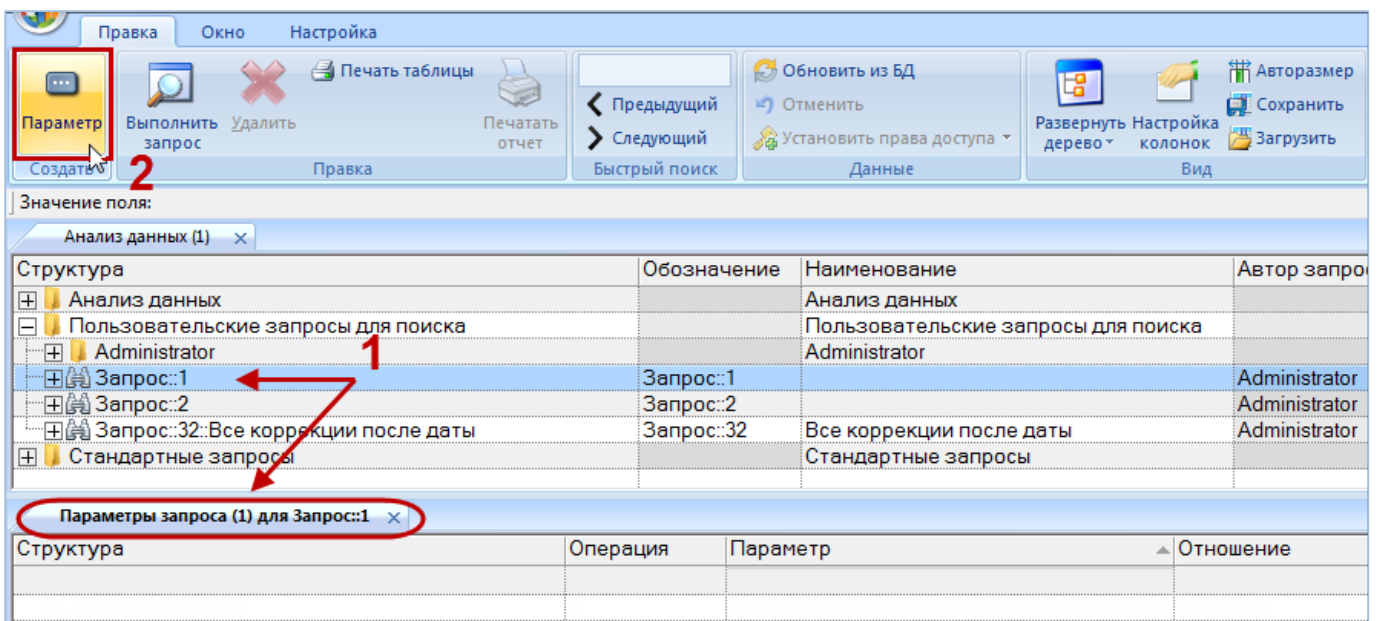 Правка Окно Настройка
Параметр
Создать
2
Выполнить запрос
Удалить
Печать таблицы
Печатать отчет
Правка
Предыдущий
Следующий
Быстрый поиск
Обновить из БД
Отменить
Установить права доступа
Данные
Развернуть дерево
Настройка колонок
Авторазмер
Сохранить
Загрузить
Вид
Значение поля:
Анализ данных (1)
Структура Обозначение Наименование Автор запро
Анализ данных Анализ данных
Пользовательские запросы для поиска Пользовательские запросы для поиска
Administrator Administrator
1
Запрос::1 Запрос::1 Administrator
Запрос::2 Запрос::2 Administrator
Запрос::32::Все коррекции после даты Запрос::32 Все коррекции после даты Administrator
Стандартные запросы Стандартные запросы
Параметры запроса (1) для Запрос::1
Структура Операция Параметр Отношение